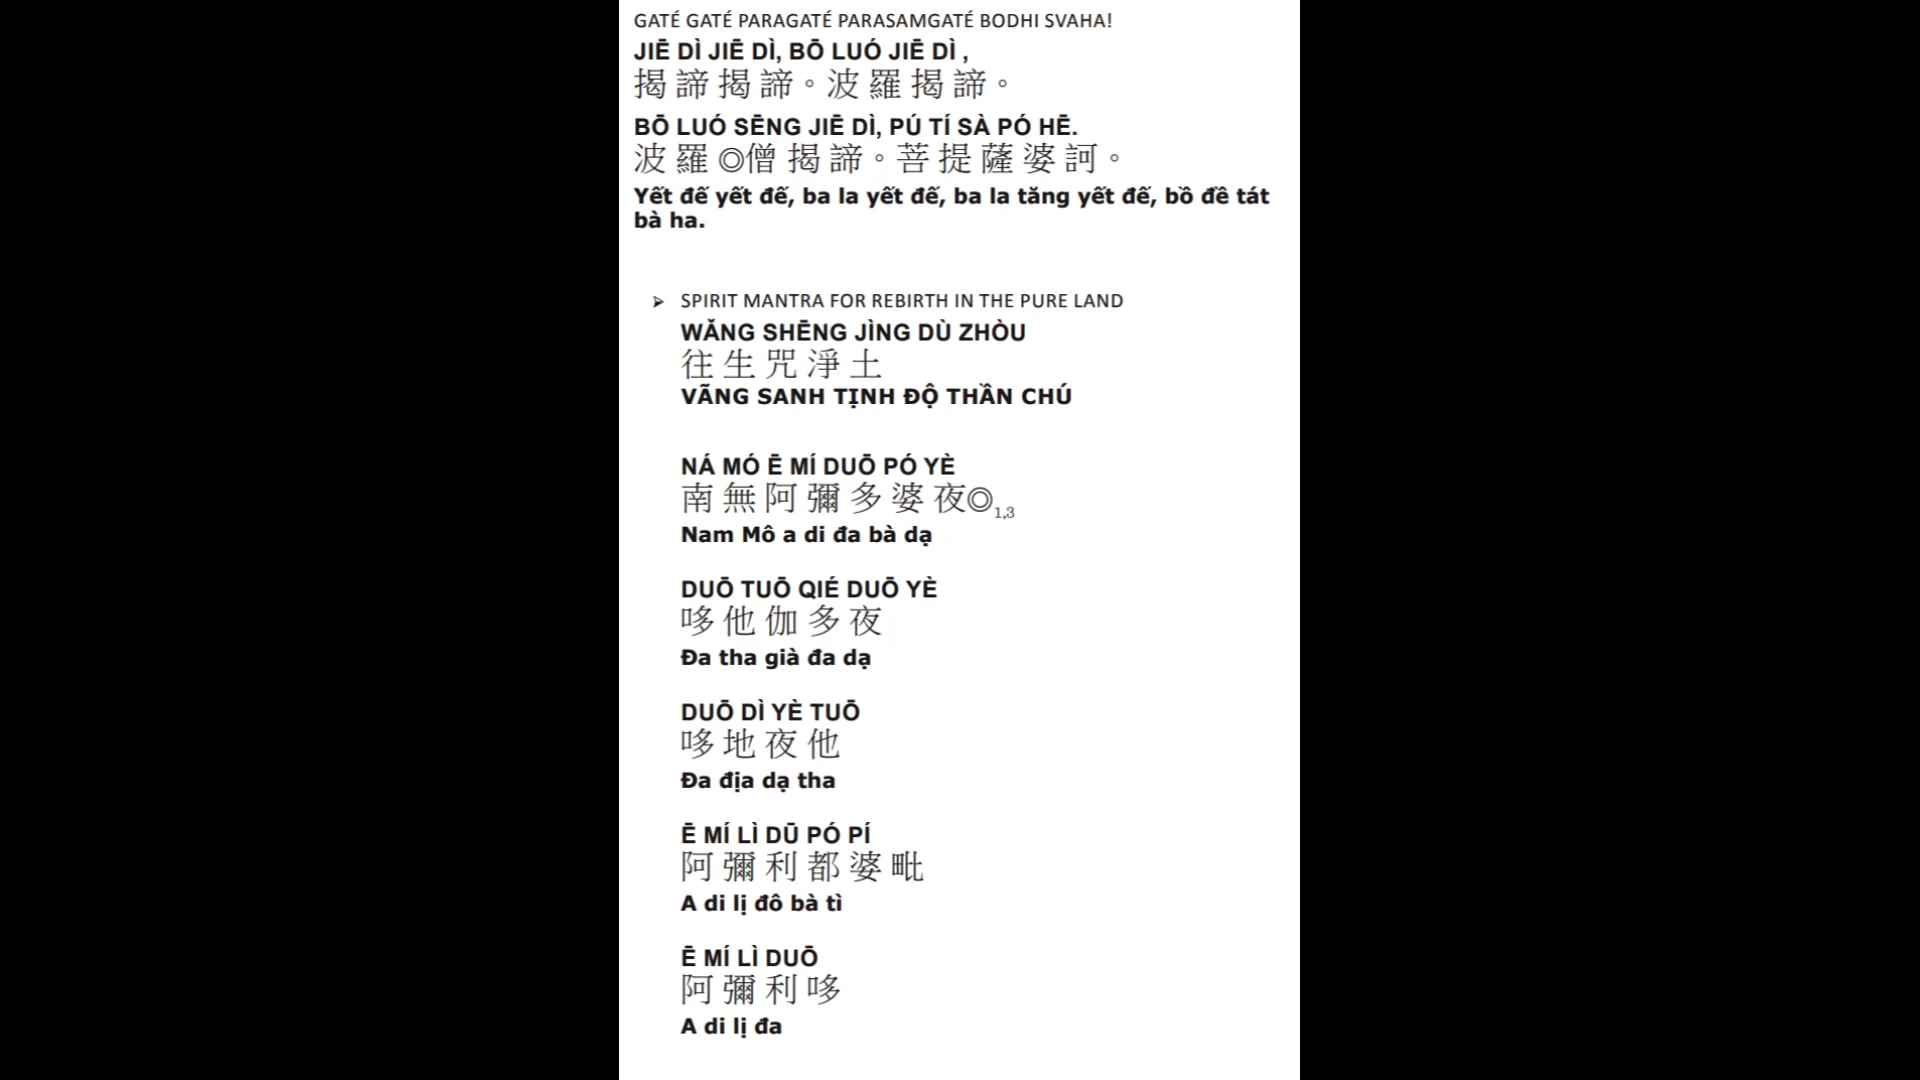 GATÉ GATÉ PARAGATÉ PARASAMGATÉ BODHI SVAHA!
JIĒ DÌ JIĒ DÌ, BŌ LUÓ JIĒ DÌ ,
揭 諦 揭 諦。波 羅 揭 諦。
BŌ LUÓ SĒNG JIĒ DÌ, PÚ TÍ SÀ PÓ HĒ.
波 羅 ◎僧 揭 諦。菩 提 薩 婆 訶。
Yết đế yết đế, ba la yết đế, ba la tăng yết đế, bồ đề tát
bà ha.
➢ SPIRIT MANTRA FOR REBIRTH IN THE PURE LAND
WǍNG SHĒNG JÌNG DÙ ZHÒU
往 生 咒 淨 土
VÃNG SANH TỊNH ĐỘ THẦN CHÚ
NÁ MÓ Ē MÍ DUŌ PÓ YÈ
南 無 阿 彌 多 婆 夜◎1,3
Nam Mô a di đa bà dạ
DUŌ TUŌ QIÉ DUŌ YÈ
哆 他 伽 多 夜
Đa tha già đa dạ
DUŌ DÌ YÈ TUŌ
哆 地 夜 他
Đa địa dạ tha
Ē MÍ LÌ DŪ PÓ PÍ
阿 彌 利 都 婆 毗
A di lị đô bà tì
Ē MÍ LÌ DUŌ
阿 彌 利 哆
A di lị đa